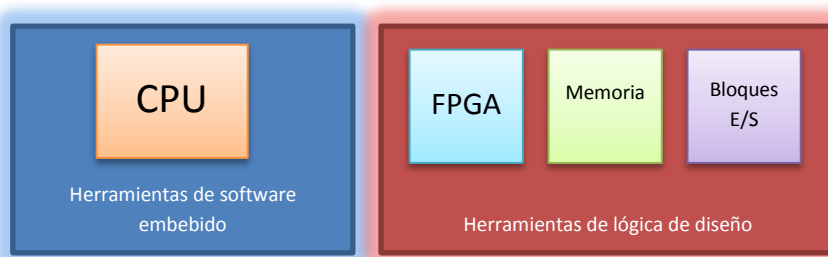 CPU
Herramientas de software
embebido
FPGA
Memoria
Bloques
E/S
Herramientas de lógica de diseño